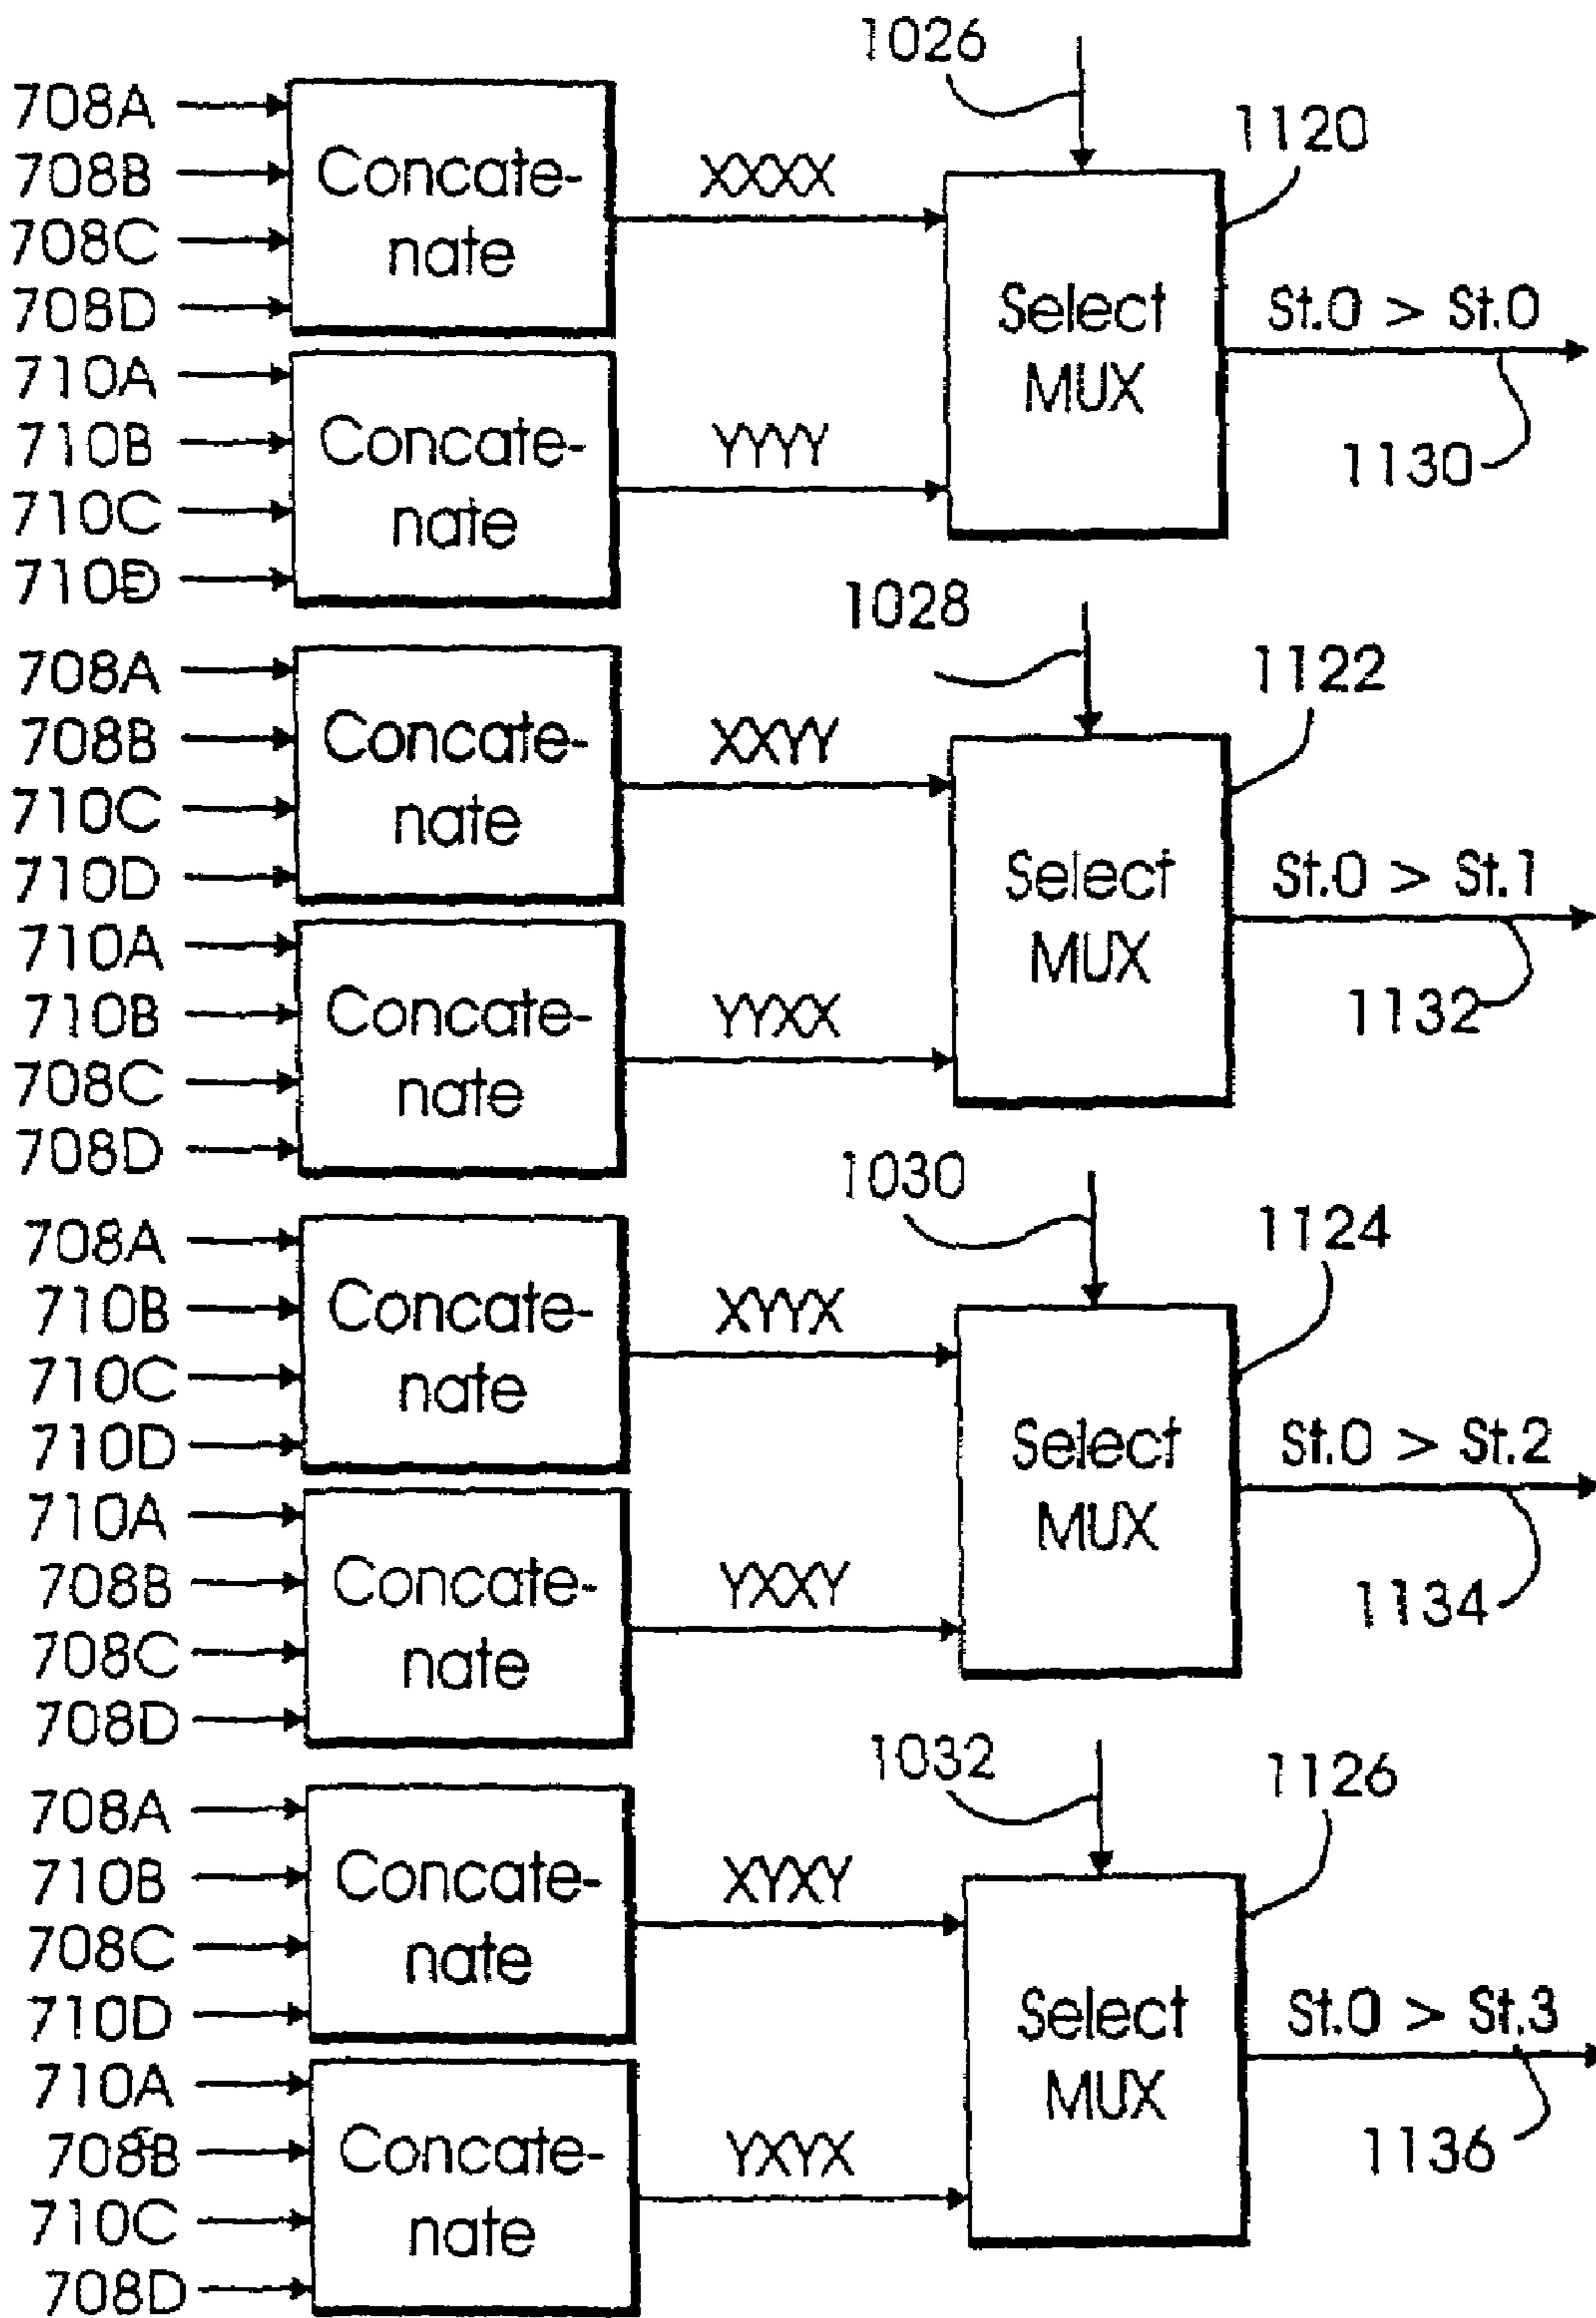 1026
708A
708B
708C
708D
Concate-
nate
XXXX
1120
Select
MUX
St.0 > St.0
1130
710A
710B
710C
710D
Concate-
nate
YYYY
1028
708A
708B
710C
710D
Concate-
nate
XXYY
1122
Select
MUX
St.0 > St.1
1132
710A
710B
708C
708D
Concate-
nate
YYXX
1030
708A
710B
710C
710D
Concate-
nate
XYYX
1124
Select
MUX
St.0 > St.2
1134
710A
708B
708C
708D
Concate-
nate
YXXY
1032
708A
710B
708C
710D
Concate-
nate
XYXY
1126
Select
MUX
St.0 > St.3
1136
710A
708B
710C
708D
Concate-
nate
YXYX